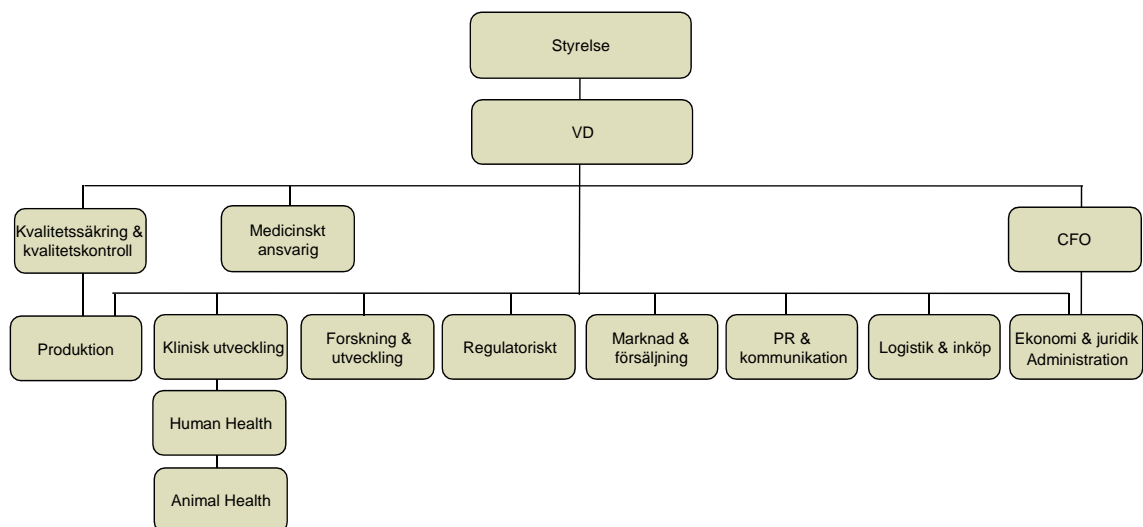 Styrelse
VD
Kvalitetssäkring &
kvalitetskontroll
Medicinskt
ansvarig
CFO
Produktion
Klinisk utveckling
Forskning &
utveckling
Regulatoriskt
Marknad &
försäljning
PR &
kommunikation
Logistik & inköp
Ekonomi & juridik
Administration
Human Health
Animal Health